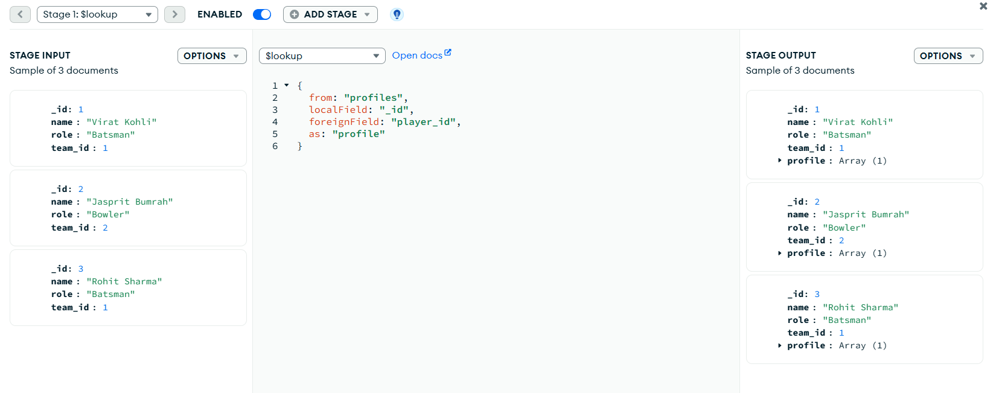 Stage 1: $lookup
ENABLED
ADD STAGE
STAGE INPUT
OPTIONS
Sample of 3 documents
_id: 1
name : "Virat Kohli"
role : "Batsman"
team_id : 1
_id: 2
name : "Jasprit Bumrah"
role : "Bowler"
team_id : 2
_id: 3
name : "Rohit Sharma"
role : "Batsman"
team_id : 1
$lookup
Open docs
1 {
2 from: "profiles",
3 localField: "_id",
4 foreignField: "player_id",
5 as: "profile"
6 }
STAGE OUTPUT
OPTIONS
Sample of 3 documents
_id: 1
name : "Virat Kohli"
role : "Batsman"
team_id : 1
profile : Array (1)
_id: 2
name : "Jasprit Bumrah"
role : "Bowler"
team_id : 2
profile : Array (1)
_id: 3
name : "Rohit Sharma"
role : "Batsman"
team_id : 1
profile : Array (1)